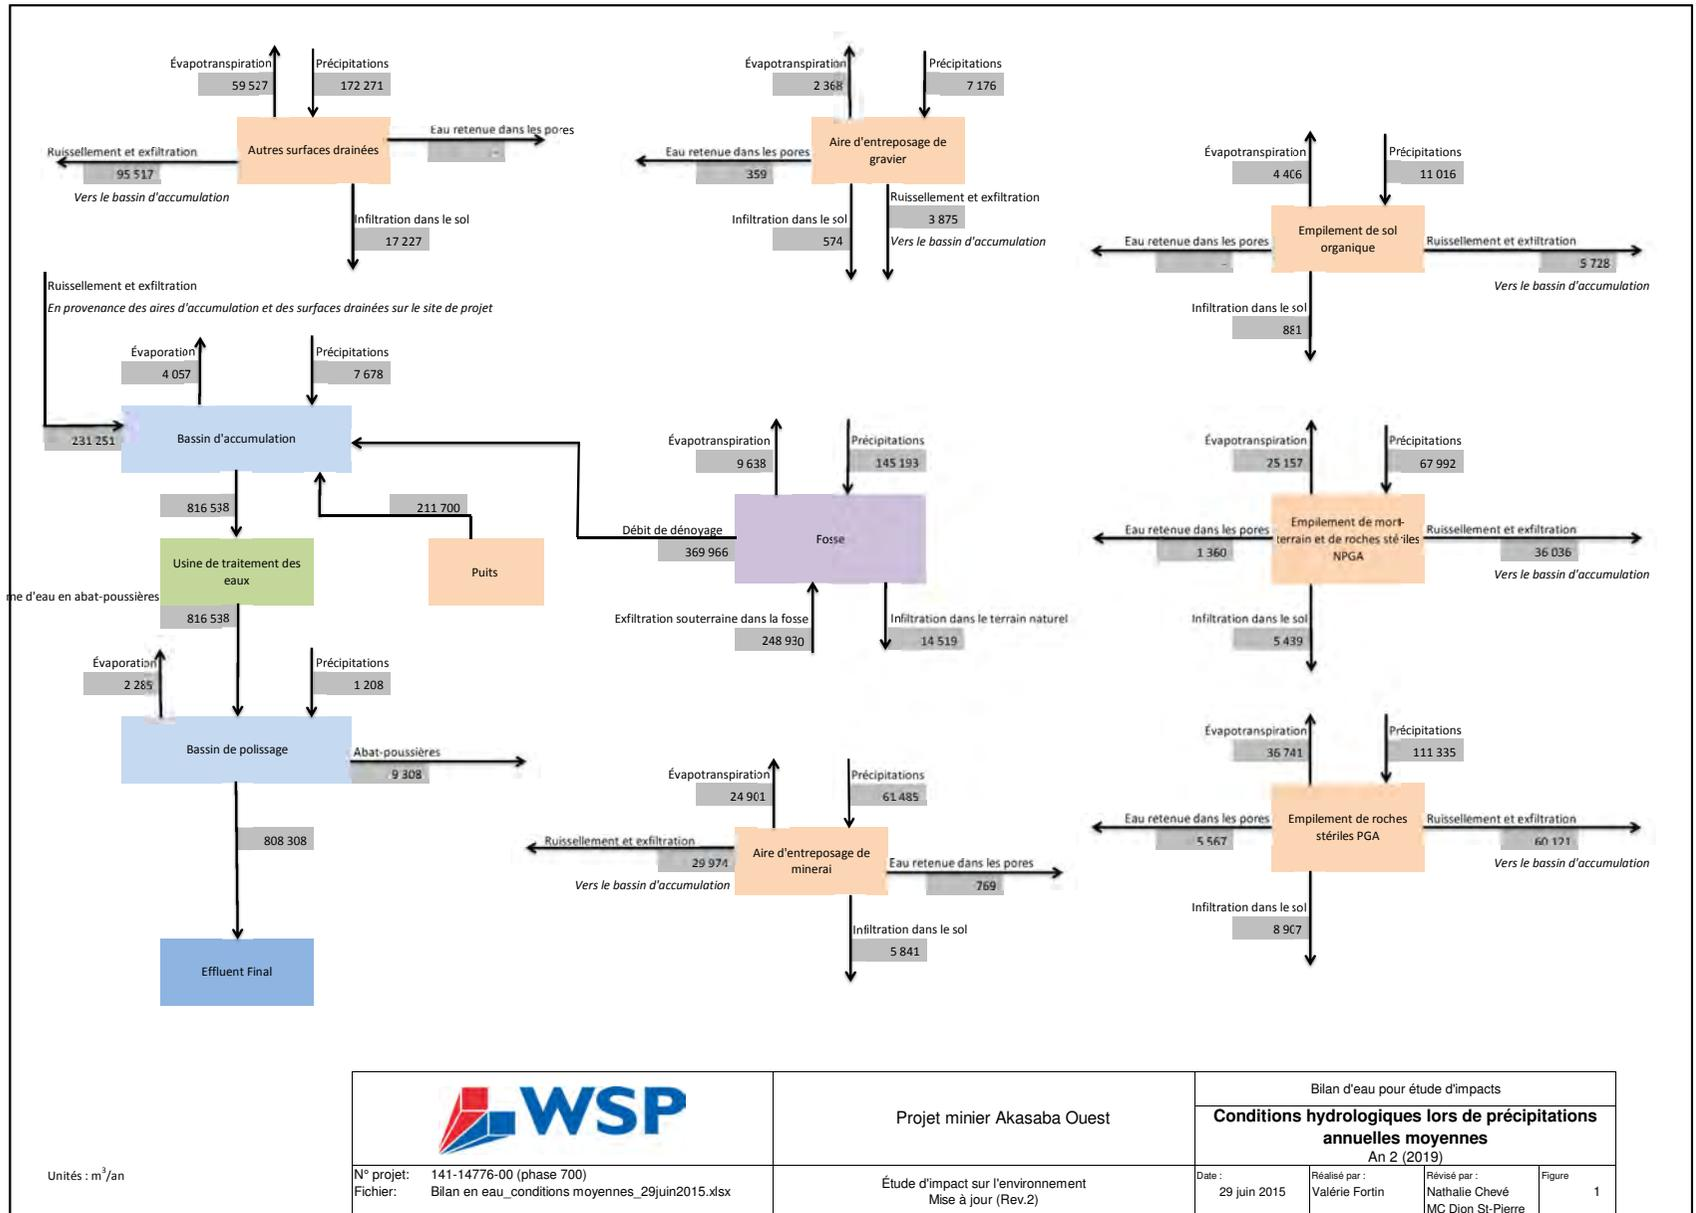 Évapotranspiration
59 527
Précipitations
172 271
Autres surfaces drainées
Eau retenue dans les pores
-
Ruissellement et exfiltration
95 517
Vers le bassin d'accumulation
Infiltration dans le sol
17 227
Évapotranspiration
2 368
Précipitations
7 176
Aire d'entreposage de
gravier
Eau retenue dans les pores
359
Infiltration dans le sol
574
Ruissellement et exfiltration
3 875
Vers le bassin d'accumulation
Évapotranspiration
4 406
Précipitations
11 016
Empilement de sol
organique
Eau retenue dans les pores
-
Ruissellement et exfiltration
5 728
Vers le bassin d'accumulation
Infiltration dans le sol
881
Ruissellement et exfiltration
En provenance des aires d'accumulation et des surfaces drainées sur le site de projet
Évaporation
4 057
Précipitations
7 678
231 251
Bassin d'accumulation
816 538
211 700
Usine de traitement des
eaux
Puits
me d'eau en abat-poussières
816 538
Évaporation
2 285
Précipitations
1 208
Bassin de polissage
Abat-poussières
9 308
808 308
Effluent Final
Évapotranspiration
9 638
Précipitations
145 193
Débit de dénoyage
369 966
Fosse
Exfiltration souterraine dans la fosse
248 930
Infiltration dans le terrain naturel
14 519
Évapotranspiration
25 157
Précipitations
67 992
Empilement de mort-
terrain et de roches stériles
NPGA
Eau retenue dans les pores
1 360
Ruissellement et exfiltration
36 036
Vers le bassin d'accumulation
Infiltration dans le sol
5 439
Évapotranspiration
24 901
Précipitations
61 485
Ruissellement et exfiltration
29 974
Vers le bassin d'accumulation
Aire d'entreposage de
minerai
Eau retenue dans les pores
769
Infiltration dans le sol
5 841
Évapotranspiration
36 741
Précipitations
111 335
Empilement de roches
stériles PGA
Eau retenue dans les pores
5 567
Ruissellement et exfiltration
60 121
Vers le bassin d'accumulation
Infiltration dans le sol
8 907
Unités : m³/an
WSP
N° projet: 141-14776-00 (phase 700)
Fichier: Bilan en eau_conditions moyennes_29juin2015.xlsx
Projet minier Akasaba Ouest
Étude d'impact sur l'environnement
Mise à jour (Rev.2)
Bilan d'eau pour étude d'impacts
Conditions hydrologiques lors de précipitations
annuelles moyennes
An 2 (2019)
Date :
29 juin 2015
Réalisé par :
Valérie Fortin
Révisé par :
Nathalie Chevé
MC Dion St-Pierre
Figure
1